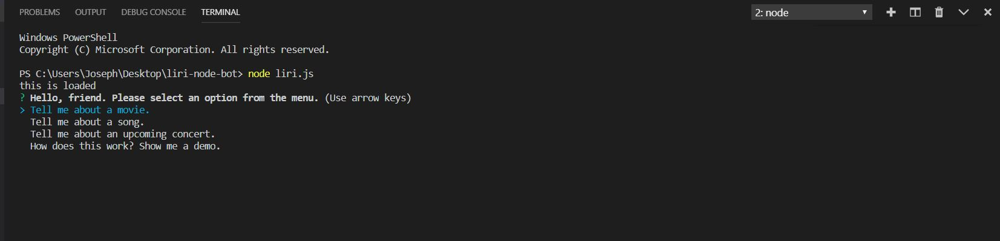 PROBLEMS OUTPUT DEBUG CONSOLE TERMINAL 2: node
Windows PowerShell
Copyright (C) Microsoft Corporation. All rights reserved.
PS C:\Users\Joseph\Desktop\liri-node-bot> node liri.js
this is loaded
? Hello, friend. Please select an option from the menu. (Use arrow keys)
> Tell me about a movie.
Tell me about a song.
Tell me about an upcoming concert.
How does this work? Show me a demo.